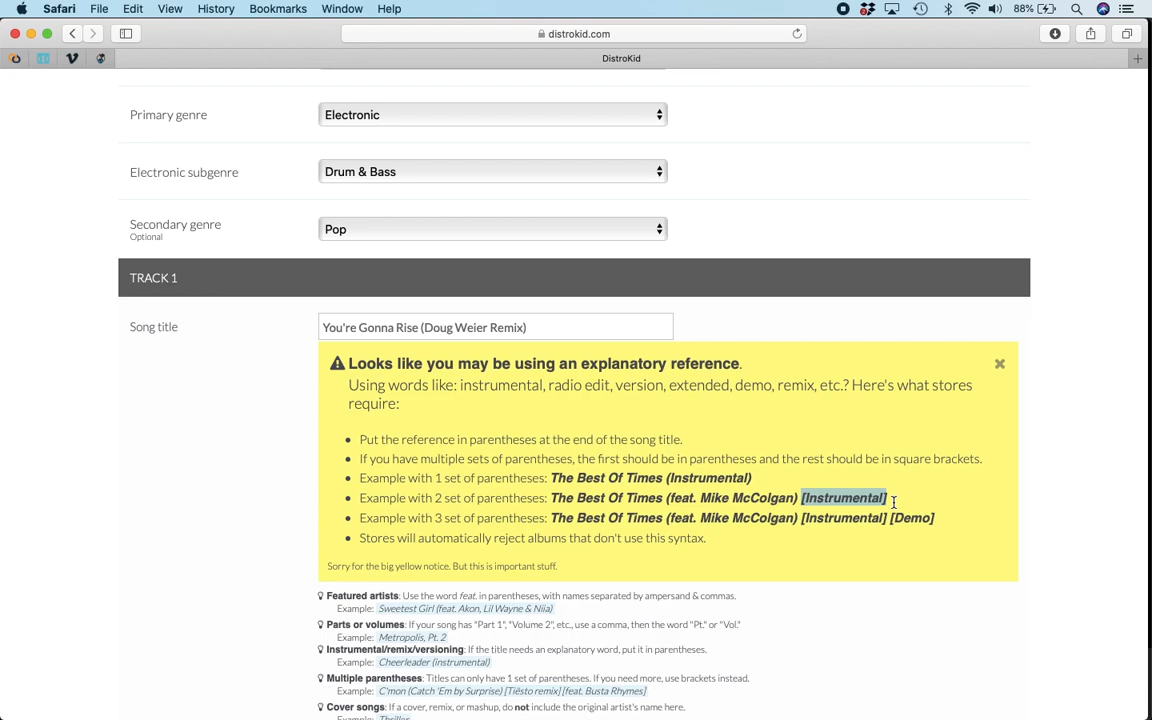 Safari File Edit View History Bookmarks Window Help 88%
distrokid.com
DistroKid
Primary genre Electronic
Electronic subgenre Drum & Bass
Secondary genre Pop
Optional
TRACK 1
Song title You're Gonna Rise (Doug Weier Remix)
Looks like you may be using an explanatory reference.
Using words like: instrumental, radio edit, version, extended, demo, remix, etc.? Here's what stores
require:
• Put the reference in parentheses at the end of the song title.
• If you have multiple sets of parentheses, the first should be in parentheses and the rest should be in square brackets.
• Example with 1 set of parentheses: The Best Of Times (Instrumental)
• Example with 2 set of parentheses: The Best Of Times (feat. Mike McColgan) [Instrumental]
• Example with 3 set of parentheses: The Best Of Times (feat. Mike McColgan) [Instrumental] [Demo]
• Stores will automatically reject albums that don't use this syntax.
Sorry for the big yellow notice. But this is important stuff.
Featured artists: Use the word feat. in parentheses, with names separated by ampersand & commas.
Example: Sweetest Girl (feat. Akon, Lil Wayne & Niia)
Parts or volumes: If your song has "Part 1", "Volume 2", etc., use a comma, then the word "Pt." or "Vol."
Example: Metropolis, Pt. 2
Instrumental/remix/versioning: If the title needs an explanatory word, put it in parentheses.
Example: Cheerleader (instrumental)
Multiple parentheses: Titles can only have 1 set of parentheses. If you need more, use brackets instead.
Example: C'mon (Catch 'Em by Surprise) [Tiësto remix] [feat. Busta Rhymes]
Cover songs: If a cover, remix, or mashup, do not include the original artist's name here.
Example: Thriller